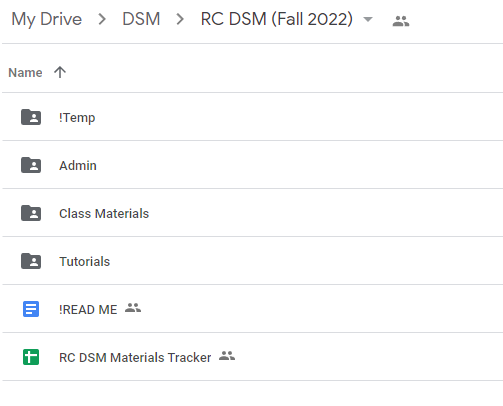 My Drive > DSM > RC DSM (Fall 2022)
Name
!Temp
Admin
Class Materials
Tutorials
!READ ME
RC DSM Materials Tracker